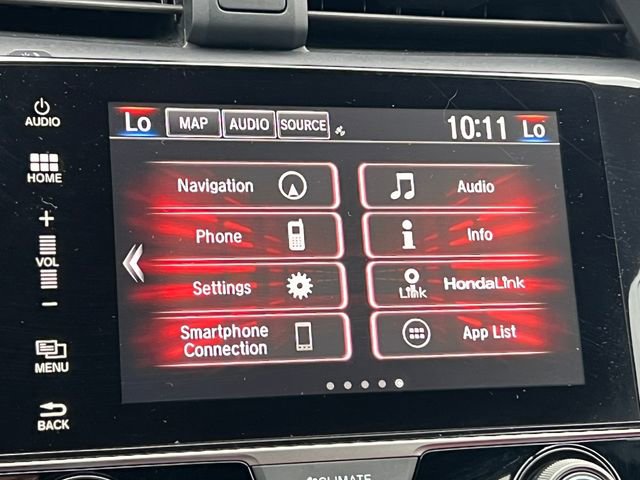 AUDIO
HOME
+
VOL
−
MENU
BACK
Lo MAP AUDIO SOURCE 10:11 Lo
Navigation
Audio
Phone
Info
Settings
Link HondaLink
Smartphone
Connection
App List
CLIMATE